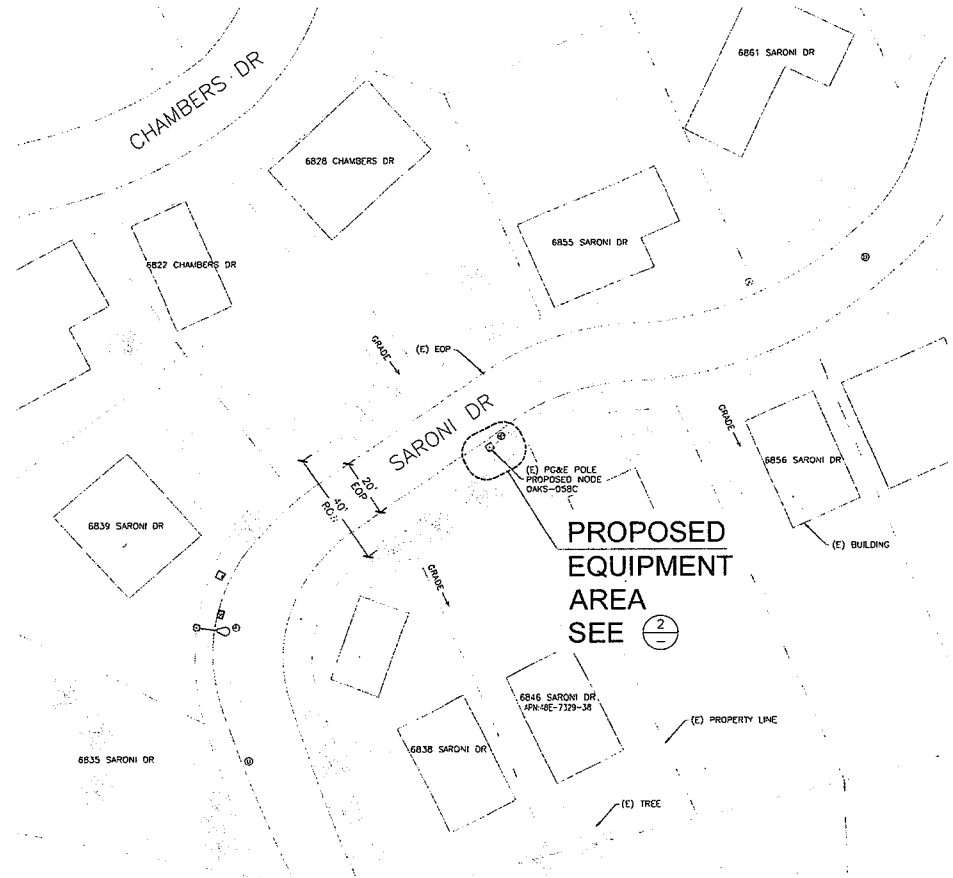 6861 SARONI DR
CHAMBERS DR
6828 CHAMBERS DR
6855 SARONI DR
6822 CHAMBERS DR
GRADE
(E) EOP
SARONI DR
GRADE
6856 SARONI DR
(E) PG&E POLE
PROPOSED NODE
OAKS-058C
20'
EOP
40'
6839 SARONI DR
PROPOSED
EQUIPMENT
AREA
SEE 2
–
(E) BUILDING
GRADE
6846 SARONI DR
APN:48E-7329-38
(E) PROPERTY LINE
6838 SARONI DR
6835 SARONI DR
(E) TREE